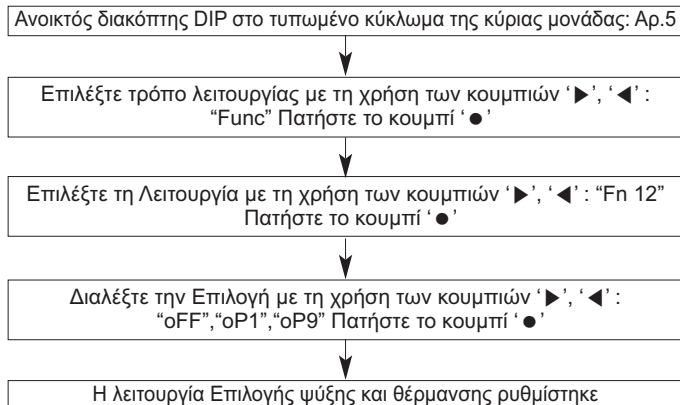 Ανοικτός διακόπτης DIP στο τυπωμένο κύκλωμα της κύριας μονάδας: Αρ.5
Επιλέξτε τρόπο λειτουργίας με τη χρήση των κουμπιών ‘▶’, ‘◀’ :
“Func” Πατήστε το κουμπί ‘●’
Επιλέξτε τη Λειτουργία με τη χρήση των κουμπιών ‘▶’, ‘◀’ : “Fn 12”
Πατήστε το κουμπί ‘●’
Διαλέξτε την Επιλογή με τη χρήση των κουμπιών ‘▶’, ‘◀’ :
“oFF”,“oP1”,“oP9” Πατήστε το κουμπί ‘●’
Η λειτουργία Επιλογής ψύξης και θέρμανσης ρυθμίστηκε